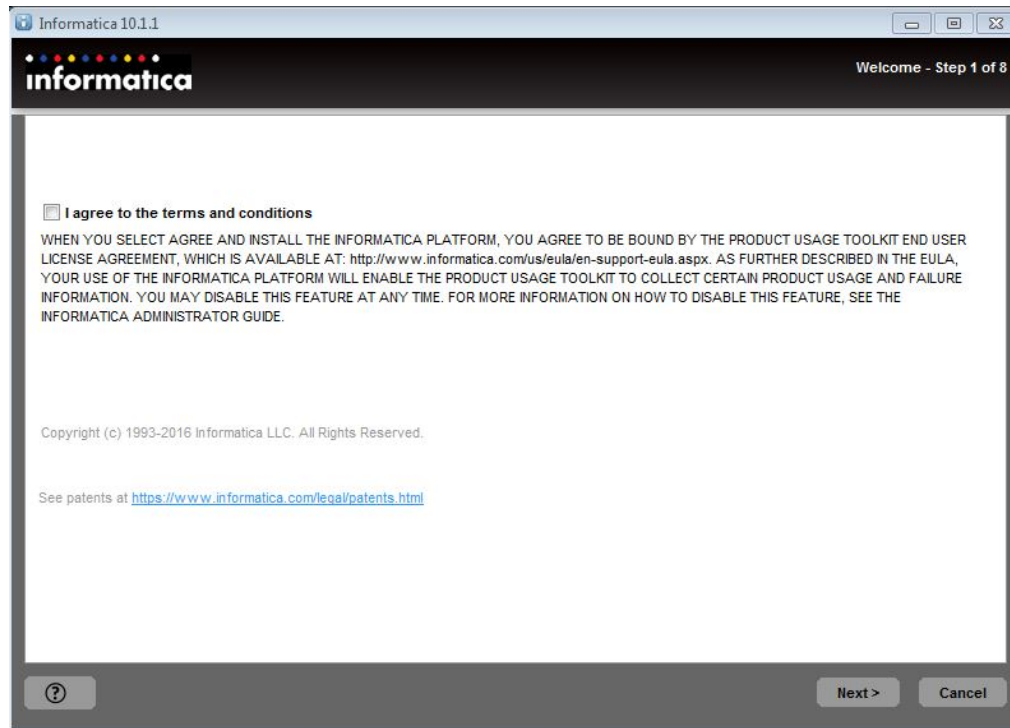 Informatica 10.1.1
informatica
Welcome - Step 1 of 8
I agree to the terms and conditions
WHEN YOU SELECT AGREE AND INSTALL THE INFORMATICA PLATFORM, YOU AGREE TO BE BOUND BY THE PRODUCT USAGE TOOLKIT END USER
LICENSE AGREEMENT, WHICH IS AVAILABLE AT: http://www.informatica.com/us/eula/en-support-eula.aspx. AS FURTHER DESCRIBED IN THE EULA,
YOUR USE OF THE INFORMATICA PLATFORM WILL ENABLE THE PRODUCT USAGE TOOLKIT TO COLLECT CERTAIN PRODUCT USAGE AND FAILURE
INFORMATION. YOU MAY DISABLE THIS FEATURE AT ANY TIME. FOR MORE INFORMATION ON HOW TO DISABLE THIS FEATURE, SEE THE
INFORMATICA ADMINISTRATOR GUIDE.
Copyright (c) 1993-2016 Informatica LLC. All Rights Reserved.
See patents at https://www.informatica.com/legal/patents.html
?
Next >
Cancel